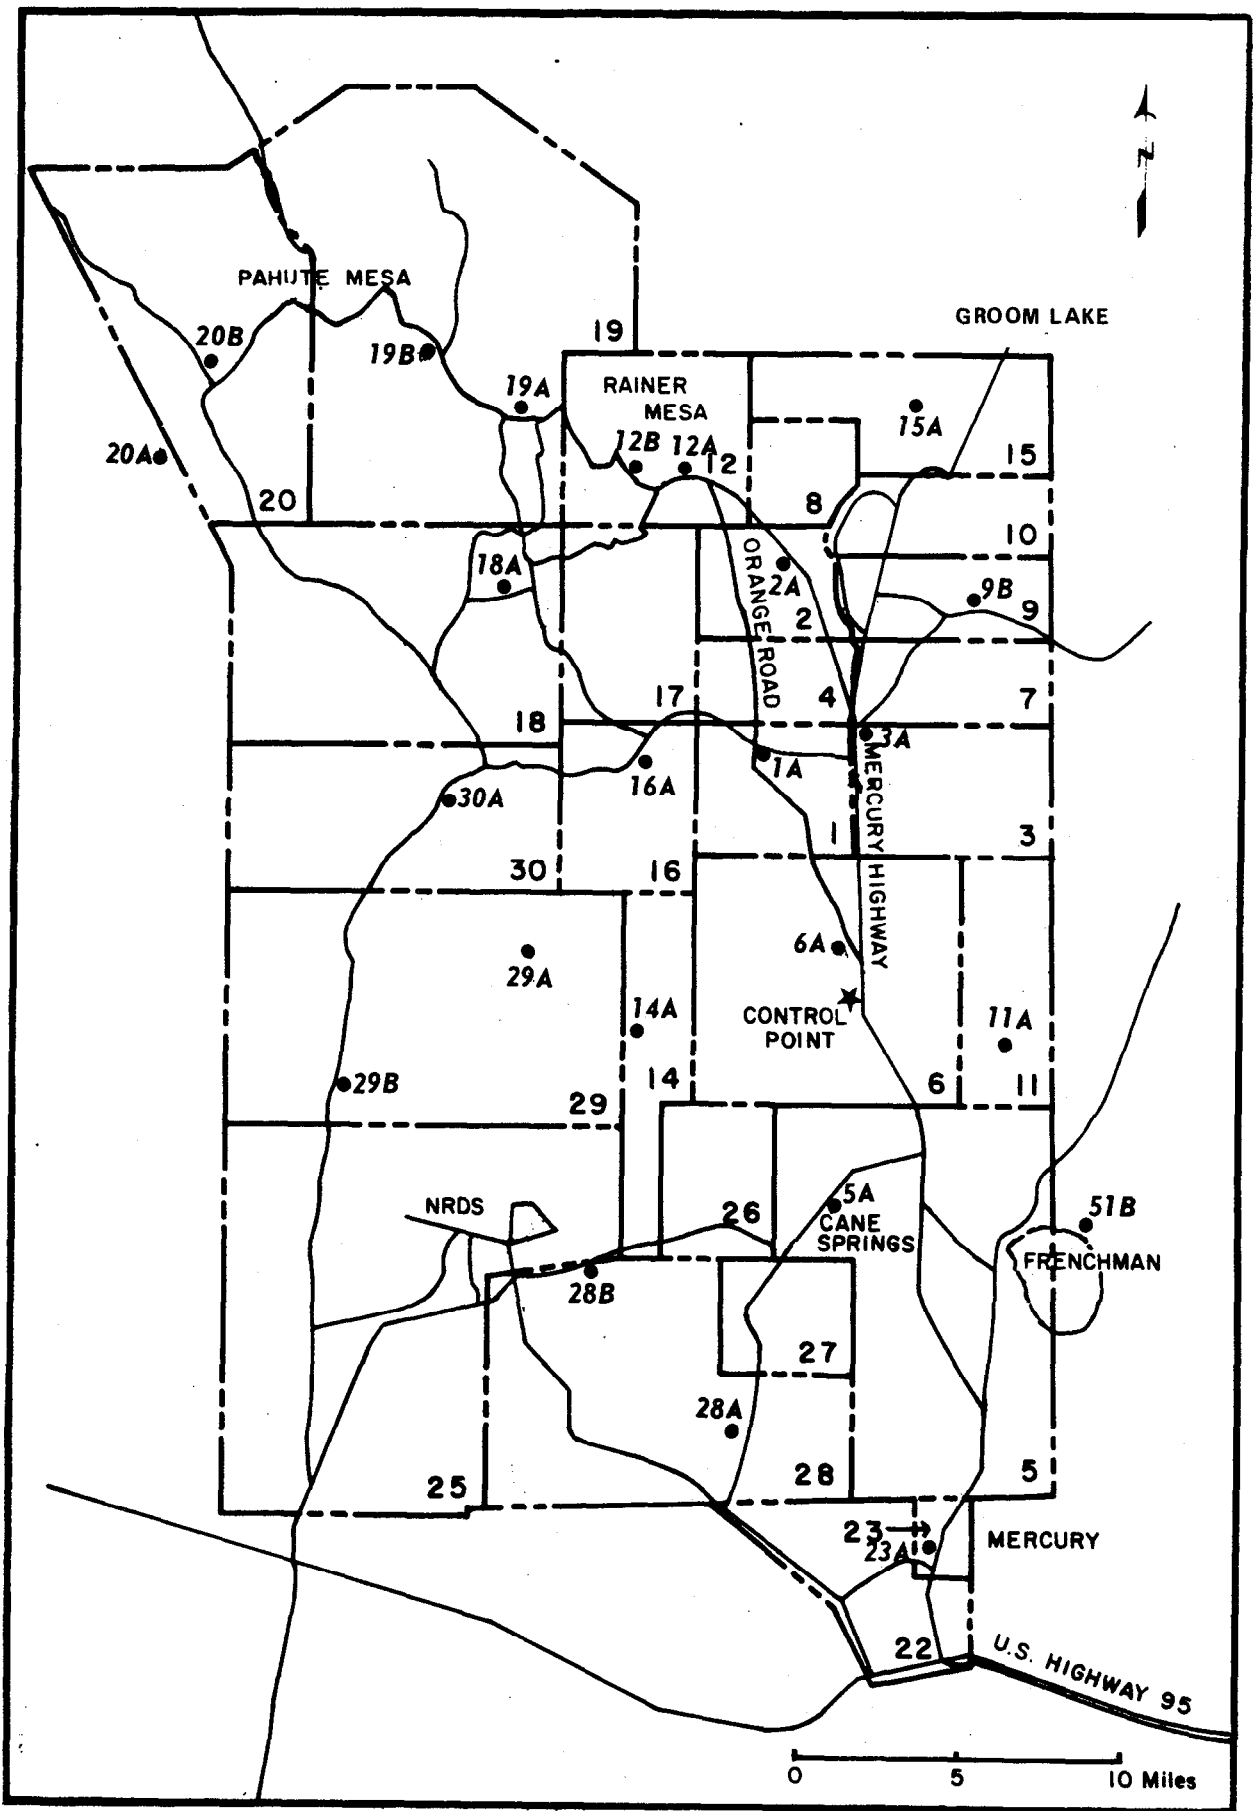 N
PAHUTE MESA
GROOM LAKE
20B
19B
19
19A
RAINER
MESA
15A
12B
12A
12
20A
15
20
8
10
ORANGE ROAD
18A
2A
9B
2
9
17
4
7
18
3A
1A
16A
30A
MERCURY HIGHWAY
1
3
30
16
6A
29A
14A
CONTROL
POINT
11A
29B
14
6
11
29
NRDS
5A
26
CANE
SPRINGS
51B
FRENCHMAN
28B
27
28A
25
28
5
23
23A
MERCURY
22
U.S. HIGHWAY 95
0
5
10 Miles